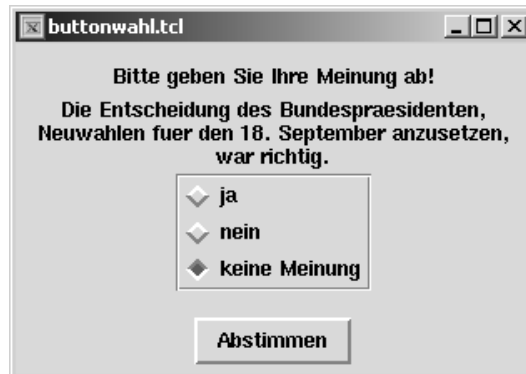 buttonwahl.tcl
Bitte geben Sie Ihre Meinung ab!
Die Entscheidung des Bundespraesidenten,
Neuwahlen fuer den 18. September anzusetzen,
war richtig.
ja
nein
keine Meinung
Abstimmen